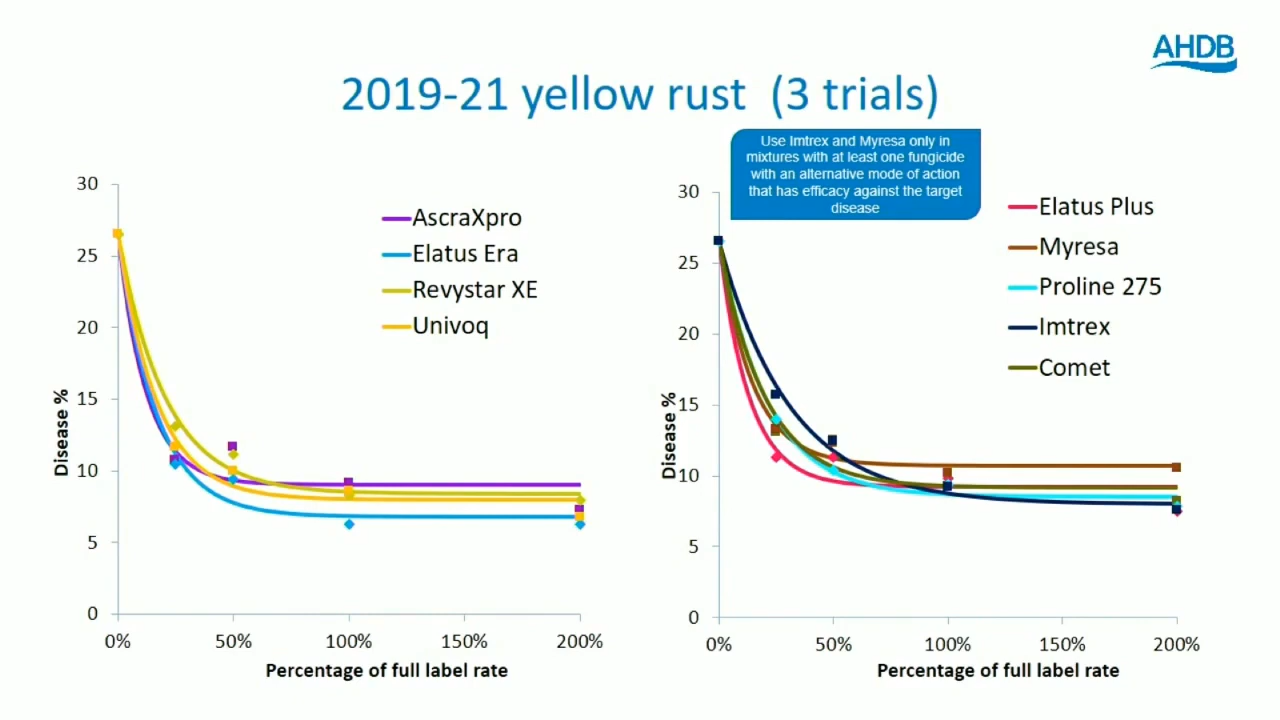 AHDB
2019-21 yellow rust (3 trials)
Use Imtrex and Myresa only in
mixtures with at least one fungicide
with an alternative mode of action
that has efficacy against the target
disease
30
25
20
15
10
5
0
Disease %
0% 50% 100% 150% 200%
Percentage of full label rate
AscraXpro
Elatus Era
Revystar XE
Univoq
30
25
20
15
10
5
0
Disease %
0% 50% 100% 150% 200%
Percentage of full label rate
Elatus Plus
Myresa
Proline 275
Imtrex
Comet